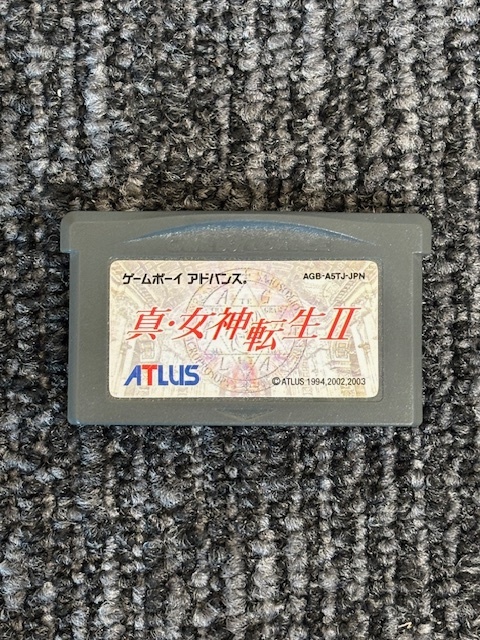 ゲームボーイ アドバンス® AGB-A5TJ-JPN
真・女神転生II
ATLUS ©ATLUS 1994,2002,2003